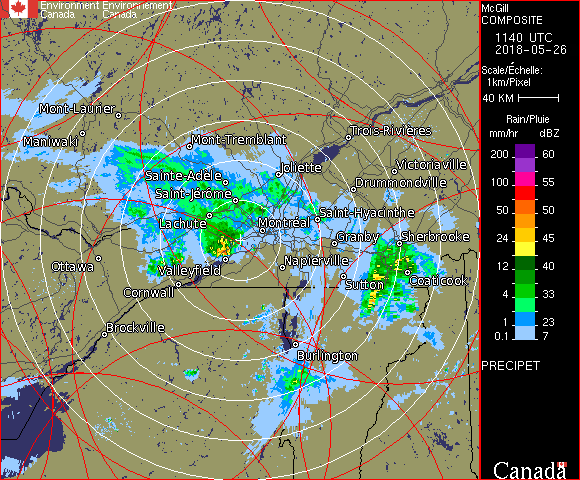 Environment Environnement
Canada Canada
McGill
COMPOSITE
1140 UTC
2018-05-26
Scale/Échelle:
1km/Pixel
40 KM
Rain/Pluie
mm/hr dBZ
200 60
100 55
50 50
24 45
12 40
4 33
1 23
0.1 7
PRECIPET
Canada
Mont-Laurier
Maniwaki
Mont-Tremblant
Trois-Rivières
Joliette
Victoriaville
Sainte-Adèle
Drummondville
Saint-Jérome
Lachute
Montréal
Saint-Hyacinthe
Granby
Sherbrooke
Ottawa
Valleyfield
Napierville
Cornwall
Sutton
Coaticook
Brockville
Burlington